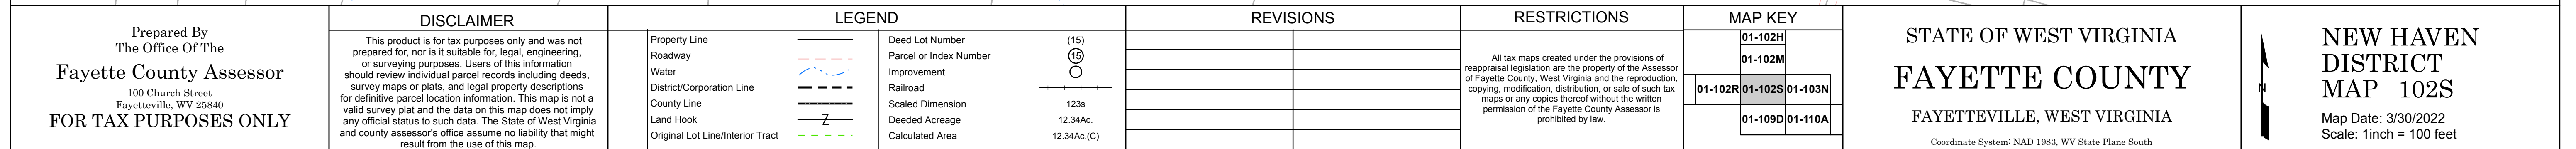 Prepared By
The Office Of The
Fayette County Assessor
100 Church Street
Fayetteville, WV 25840
FOR TAX PURPOSES ONLY
DISCLAIMER
This product is for tax purposes only and was not
prepared for, nor is it suitable for, legal, engineering,
or surveying purposes. Users of this information
should review individual parcel records including deeds,
survey maps or plats, and legal property descriptions
for definitive parcel location information. This map is not a
valid survey plat and the data on this map does not imply
any official status to such data. The State of West Virginia
and county assessor's office assume no liability that might
result from the use of this map.
LEGEND
Property Line
Roadway
Water
District/Corporation Line
County Line
Land Hook Z
Original Lot Line/Interior Tract
Deed Lot Number (15)
Parcel or Index Number 15
Improvement
Railroad
Scaled Dimension 123s
Deeded Acreage 12.34Ac.
Calculated Area 12.34Ac.(C)
REVISIONS
RESTRICTIONS
All tax maps created under the provisions of
reappraisal legislation are the property of the Assessor
of Fayette County, West Virginia and the reproduction,
copying, modification, distribution, or sale of such tax
maps or any copies thereof without the written
permission of the Fayette County Assessor is
prohibited by law.
MAP KEY
01-102H
01-102M
01-102R 01-102S 01-103N
01-109D 01-110A
STATE OF WEST VIRGINIA
FAYETTE COUNTY
FAYETTEVILLE, WEST VIRGINIA
Coordinate System: NAD 1983, WV State Plane South
N
NEW HAVEN
DISTRICT
MAP 102S
Map Date: 3/30/2022
Scale: 1inch = 100 feet